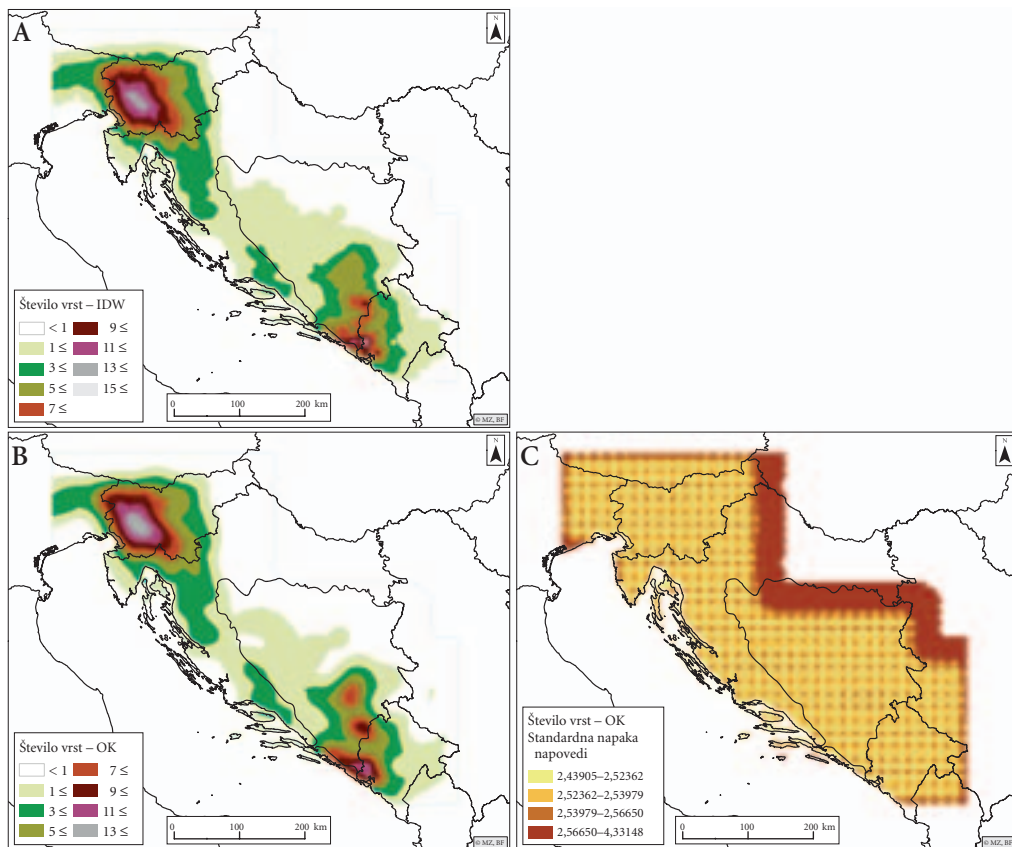 A
N
Število vrst – IDW
< 1
9 ≤
1 ≤
11 ≤
3 ≤
13 ≤
5 ≤
15 ≤
7 ≤
0 100 200 km
© MZ, BF
B
N
Število vrst – OK
< 1
7 ≤
1 ≤
9 ≤
3 ≤
11 ≤
5 ≤
13 ≤
0 100 200 km
© MZ, BF
C
N
Število vrst – OK
Standardna napaka
napovedi
2,43905–2,52362
2,52362–2,53979
2,53979–2,56650
2,56650–4,33148
0 100 200 km
© MZ, BF